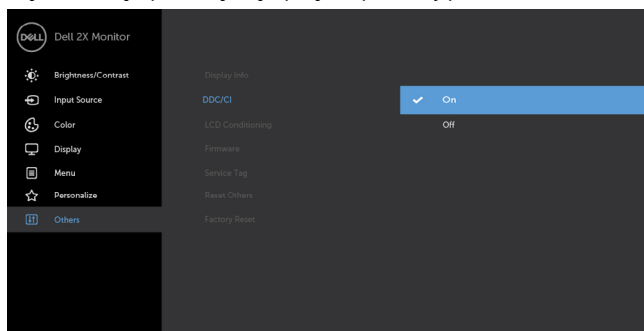 DELL
Dell 2X Monitor
Brightness/Contrast
Input Source
Color
Display
Menu
Personalize
Others
Display Info
DDC/CI
LCD Conditioning
Firmware
Service Tag
Reset Others
Factory Reset
On
Off